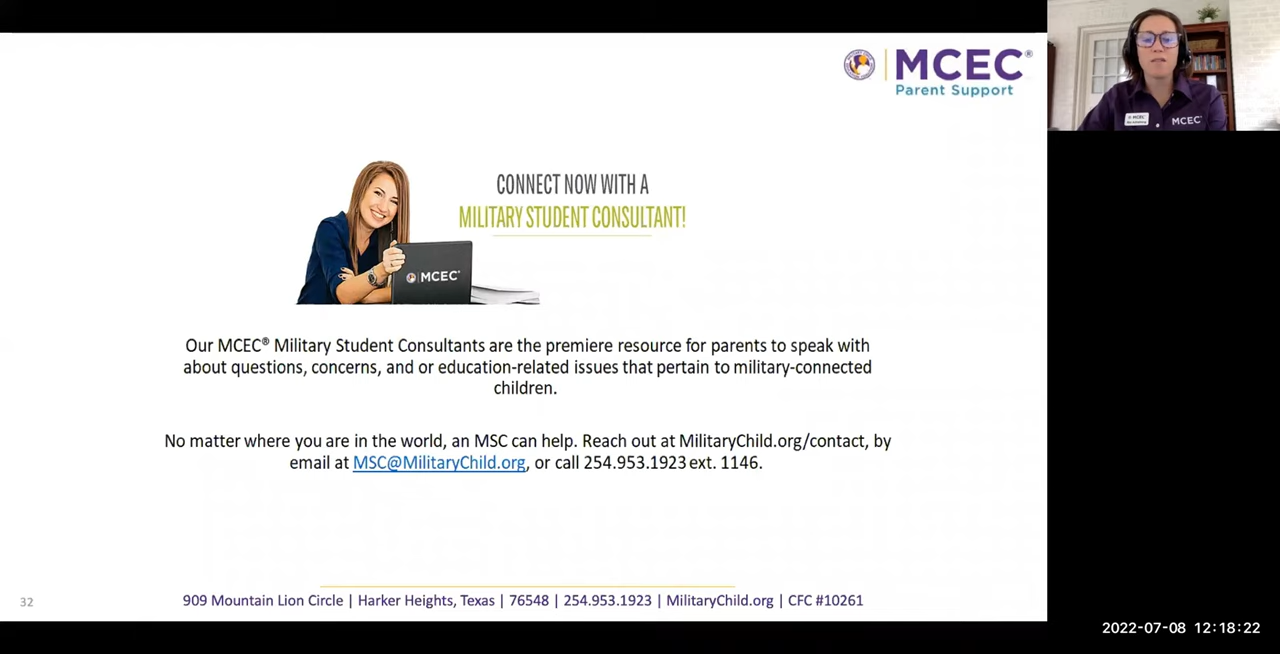 MCEC®
Parent Support
MCEC
CONNECT NOW WITH A
MILITARY STUDENT CONSULTANT!
MCEC
Our MCEC® Military Student Consultants are the premiere resource for parents to speak with
about questions, concerns, and or education-related issues that pertain to military-connected
children.
No matter where you are in the world, an MSC can help. Reach out at MilitaryChild.org/contact, by
email at MSC@MilitaryChild.org, or call 254.953.1923 ext. 1146.
32
909 Mountain Lion Circle | Harker Heights, Texas | 76548 | 254.953.1923 | MilitaryChild.org | CFC #10261
2022-07-08 12:18:22